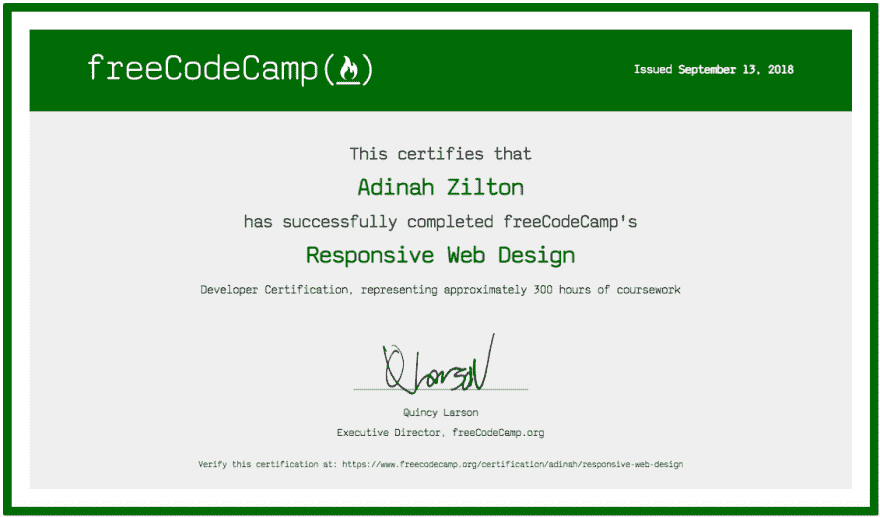 freeCodeCamp(🔥)
Issued September 13, 2018
This certifies that
Adinah Zilton
has successfully completed freeCodeCamp's
Responsive Web Design
Developer Certification, representing approximately 300 hours of coursework
QLarson
Quincy Larson
Executive Director, freeCodeCamp.org
Verify this certification at: https://www.freecodecamp.org/certification/adinah/responsive-web-design